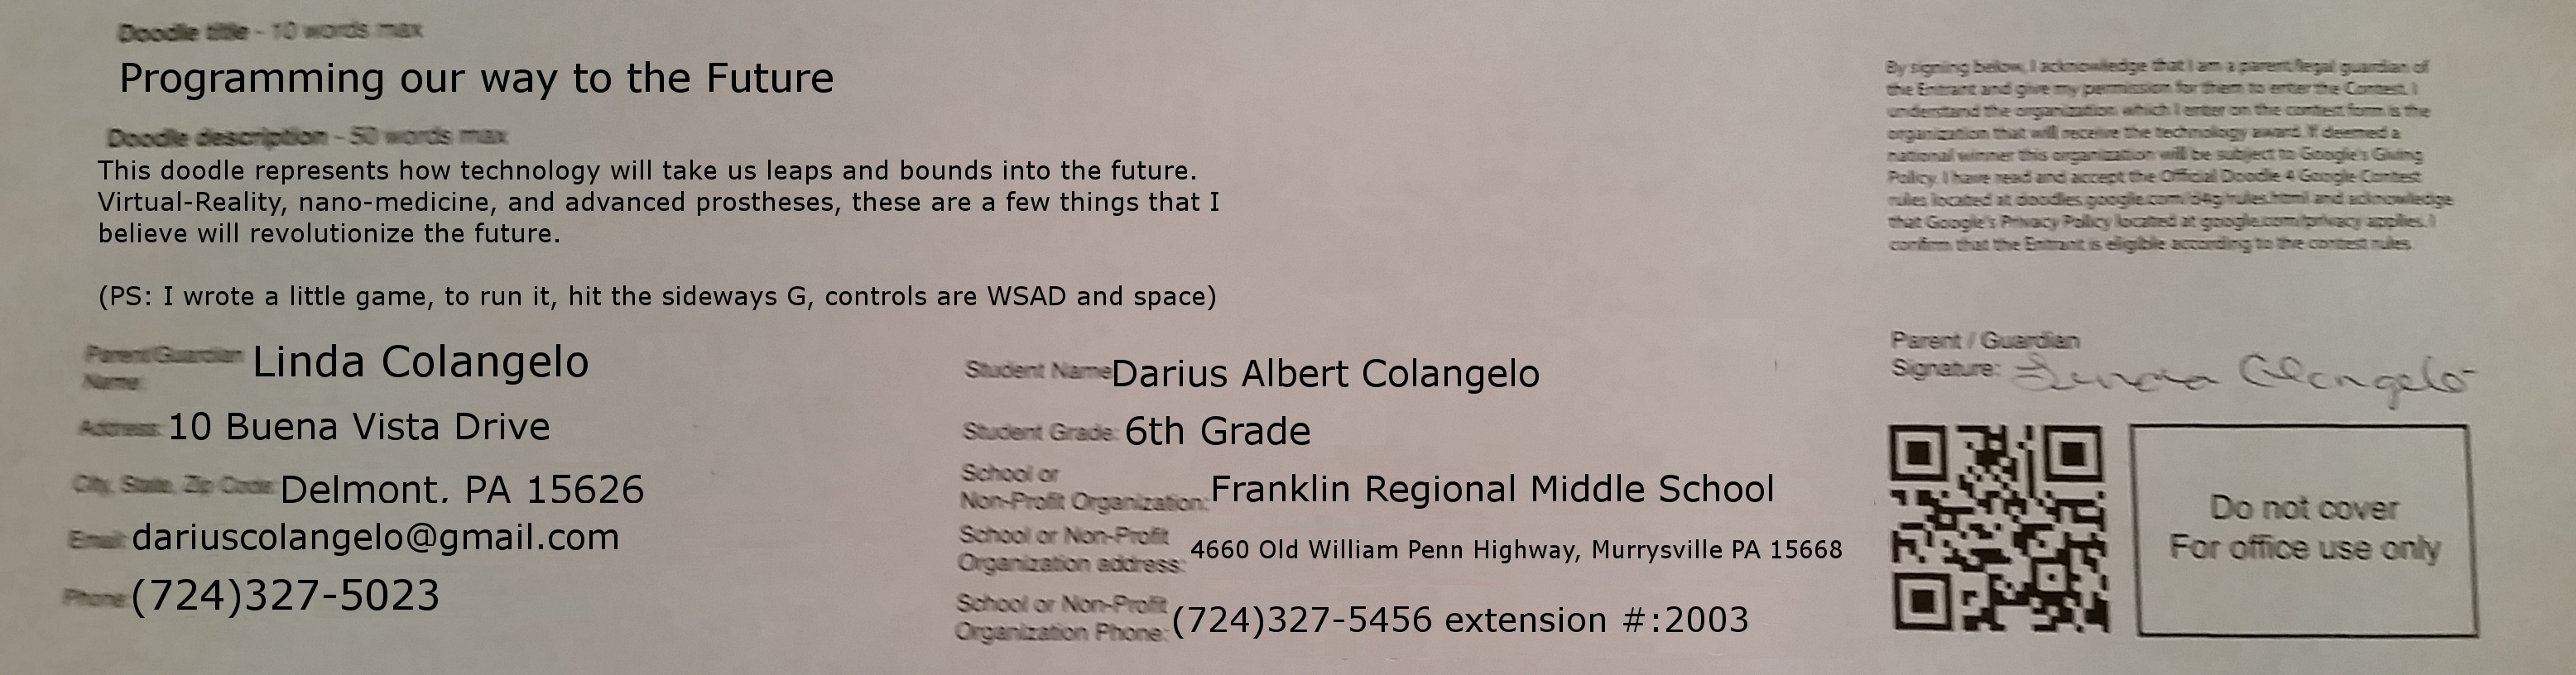 Doodle title - 10 words max
Programming our way to the Future
Doodle description - 50 words max
This doodle represents how technology will take us leaps and bounds into the future.
Virtual-Reality, nano-medicine, and advanced prostheses, these are a few things that I
believe will revolutionize the future.
(PS: I wrote a little game, to run it, hit the sideways G, controls are WSAD and space)
Parent/Guardian
Name: Linda Colangelo
Address: 10 Buena Vista Drive
City, State, Zip Code: Delmont. PA 15626
Email: dariuscolangelo@gmail.com
Phone: (724)327-5023
Student Name Darius Albert Colangelo
Student Grade: 6th Grade
School or
Non-Profit Organization: Franklin Regional Middle School
School or Non-Profit
Organization address: 4660 Old William Penn Highway, Murrysville PA 15668
School or Non-Profit
Organization Phone: (724)327-5456 extension #:2003
By signing below, I acknowledge that I am a parent/legal guardian of
the Entrant and give my permission for them to enter the Contest. I
understand the organization which I enter on the contest form is the
organization that will receive the technology award. If deemed a
national winner this organization will be subject to Google's Giving
Policy. I have read and accept the Official Doodle 4 Google Contest
rules located at doodles.google.com/d4g/rules.html and acknowledge
that Google's Privacy Policy located at google.com/privacy applies. I
confirm that the Entrant is eligible according to the contest rules.
Parent / Guardian
Signature: Linda Colangelo
Do not cover
For office use only